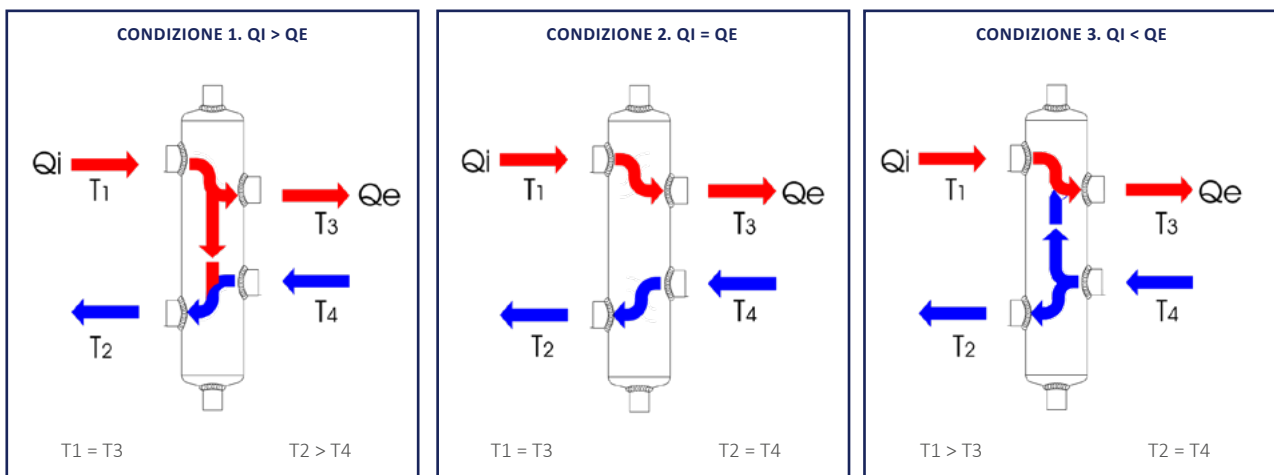 CONDIZIONE 1. QI > QE
Qi
T1
Qe
T3
T2
T4
T1 = T3
T2 > T4
CONDIZIONE 2. QI = QE
Qi
T1
Qe
T3
T2
T4
T1 = T3
T2 = T4
CONDIZIONE 3. QI < QE
Qi
T1
Qe
T3
T2
T4
T1 > T3
T2 = T4